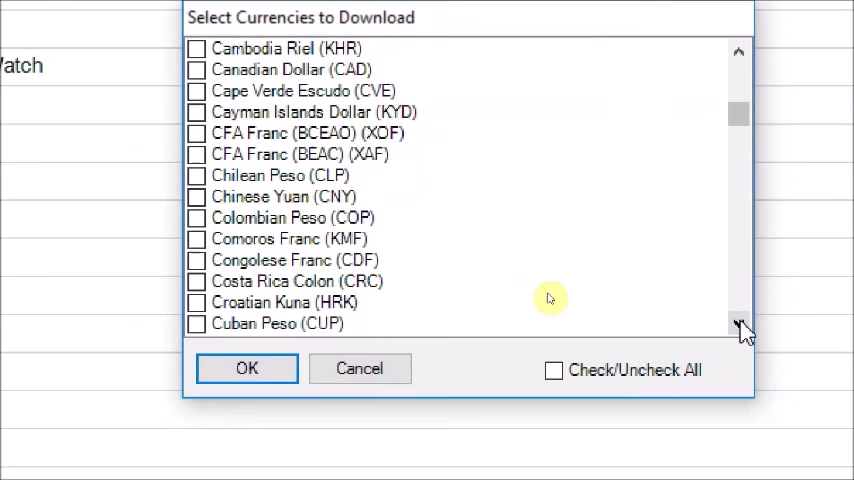 Select Currencies to Download
Cambodia Riel (KHR)
Canadian Dollar (CAD)
Watch
Cape Verde Escudo (CVE)
Cayman Islands Dollar (KYD)
CFA Franc (BCEAO) (XOF)
CFA Franc (BEAC) (XAF)
Chilean Peso (CLP)
Chinese Yuan (CNY)
Colombian Peso (COP)
Comoros Franc (KMF)
Congolese Franc (CDF)
Costa Rica Colon (CRC)
Croatian Kuna (HRK)
Cuban Peso (CUP)
OK
Cancel
Check/Uncheck All